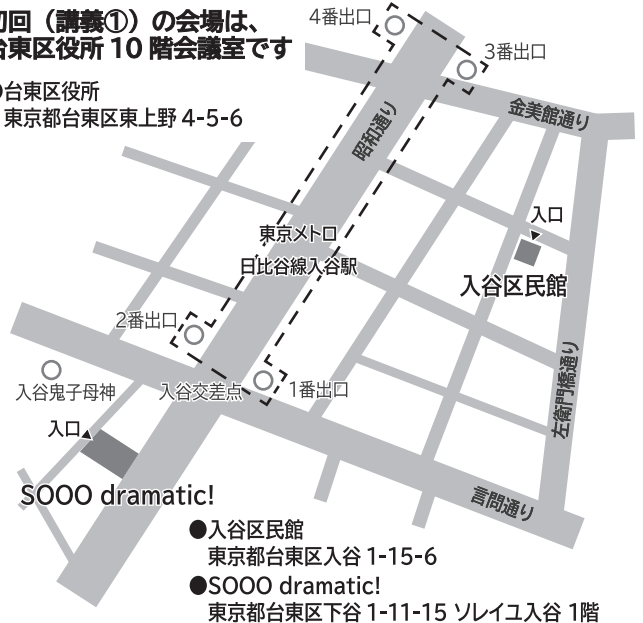 初回（講義①）の会場は、
台東区役所 10 階会議室です
●台東区役所
東京都台東区東上野 4-5-6
4番出口
3番出口
昭和通り
金美館通り
入口
入谷区民館
東京メトロ
日比谷線入谷駅
2番出口
入谷鬼子母神
入谷交差点
1番出口
左衛門橋通り
入口
SOOO dramatic!
言問通り
●入谷区民館
東京都台東区入谷 1-15-6
●SOOO dramatic!
東京都台東区下谷 1-11-15 ソレイユ入谷 1階